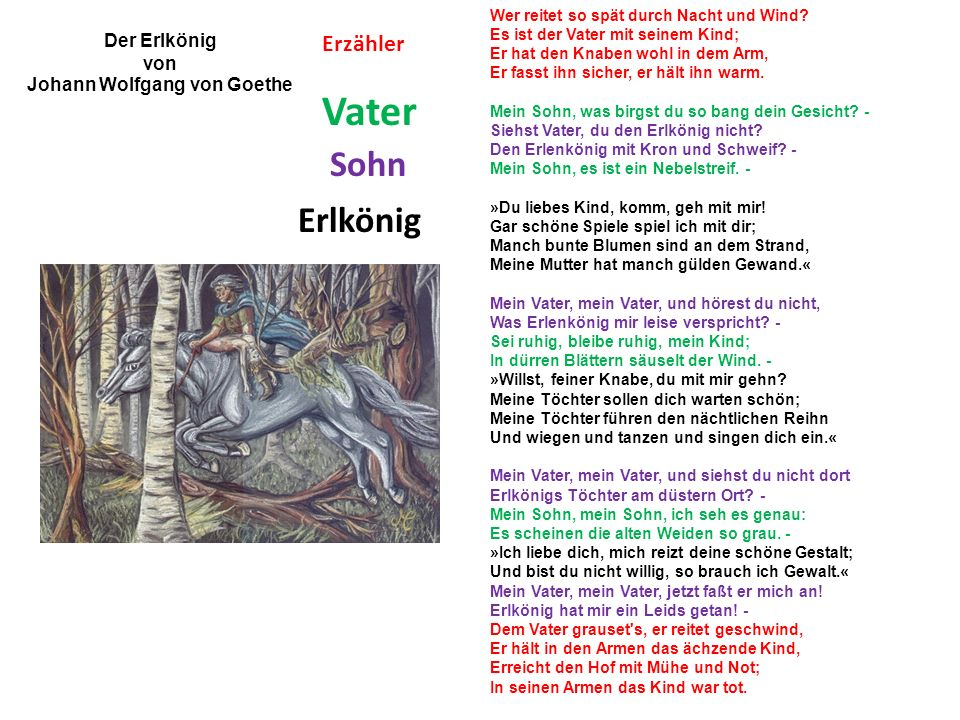 Der Erlkönig
von
Johann Wolfgang von Goethe
Erzähler
Vater
Sohn
Erlkönig
Wer reitet so spät durch Nacht und Wind?
Es ist der Vater mit seinem Kind;
Er hat den Knaben wohl in dem Arm,
Er fasst ihn sicher, er hält ihn warm.
Mein Sohn, was birgst du so bang dein Gesicht? -
Siehst Vater, du den Erlkönig nicht?
Den Erlenkönig mit Kron und Schweif? -
Mein Sohn, es ist ein Nebelstreif. -
»Du liebes Kind, komm, geh mit mir!
Gar schöne Spiele spiel ich mit dir;
Manch bunte Blumen sind an dem Strand,
Meine Mutter hat manch gülden Gewand.«
Mein Vater, mein Vater, und hörest du nicht,
Was Erlenkönig mir leise verspricht? -
Sei ruhig, bleibe ruhig, mein Kind;
In dürren Blättern säuselt der Wind. -
»Willst, feiner Knabe, du mit mir gehn?
Meine Töchter sollen dich warten schön;
Meine Töchter führen den nächtlichen Reihn
Und wiegen und tanzen und singen dich ein.«
Mein Vater, mein Vater, und siehst du nicht dort
Erlkönigs Töchter am düstern Ort? -
Mein Sohn, mein Sohn, ich seh es genau:
Es scheinen die alten Weiden so grau. -
»Ich liebe dich, mich reizt deine schöne Gestalt;
Und bist du nicht willig, so brauch ich Gewalt.«
Mein Vater, mein Vater, jetzt faßt er mich an!
Erlkönig hat mir ein Leids getan! -
Dem Vater grauset's, er reitet geschwind,
Er hält in den Armen das ächzende Kind,
Erreicht den Hof mit Mühe und Not;
In seinen Armen das Kind war tot.